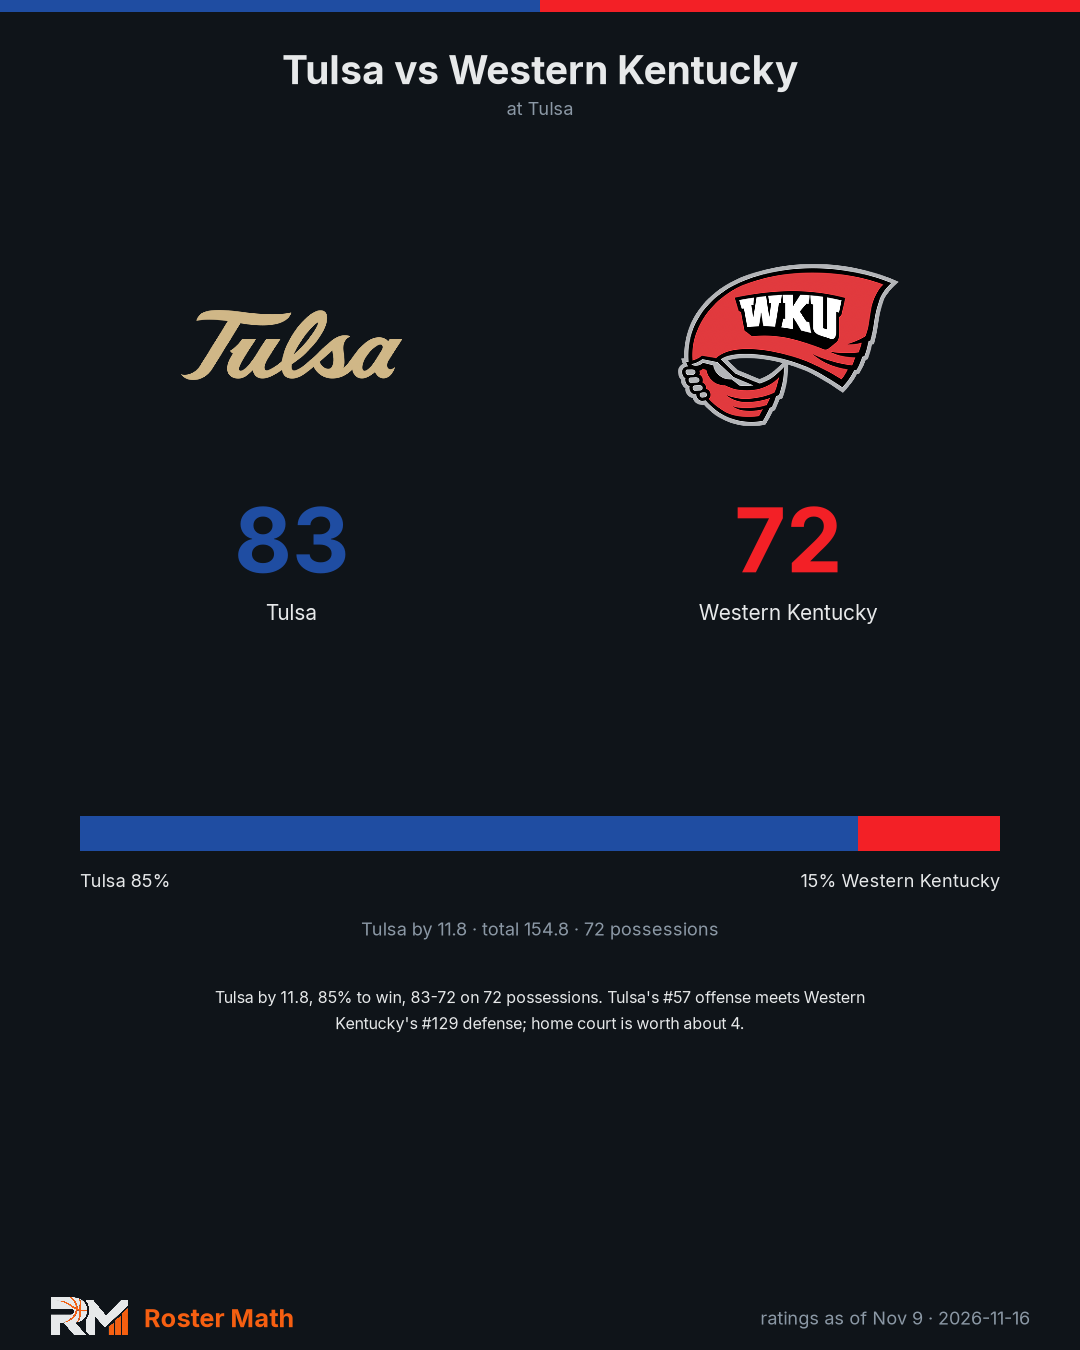 Tulsa vs Western Kentucky
at Tulsa
Tulsa
WKU
83
72
Tulsa
Western Kentucky
Tulsa 85%
15% Western Kentucky
Tulsa by 11.8 · total 154.8 · 72 possessions
Tulsa by 11.8, 85% to win, 83-72 on 72 possessions. Tulsa's #57 offense meets Western
Kentucky's #129 defense; home court is worth about 4.
RM
Roster Math
ratings as of Nov 9 · 2026-11-16